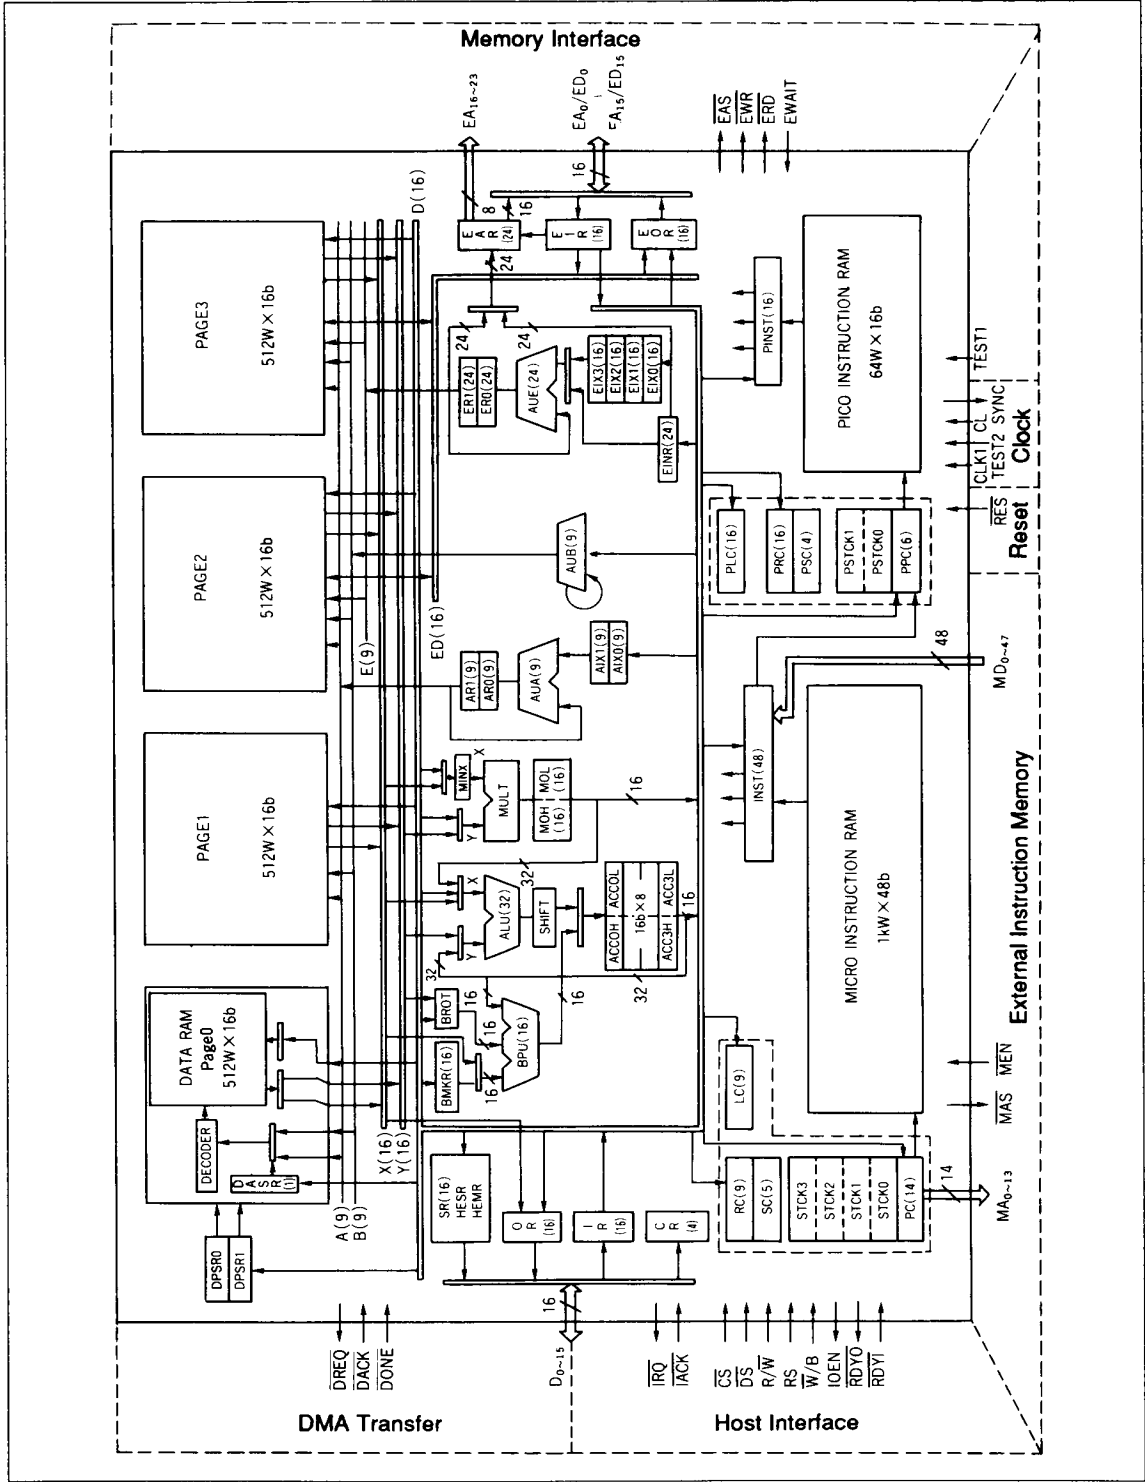 Memory Interface
EA16~23
EA0/ED0
EA15/ED15
EAS
EWR
ERD
EWAIT
16
8
16
D(16)
PAGE3
512W×16b
EAR(24)
EIR(16)
EOR(16)
24
24
24
ER1(24)
ER0(24)
AUE(24)
EIX3(16)
EIX2(16)
EIX1(16)
EIX0(16)
EINR(24)
PINST(16)
PICO INSTRUCTION RAM
64W×16b
TEST1
SYNC
CL
TEST2
CLK1
Clock
RES
Reset
PAGE2
512W×16b
E(9)
ED(16)
AUB(9)
PLC(16)
PRC(16)
PSC(4)
PSTCK1
PSTCK0
PPC(6)
AR1(9)
AR0(9)
AUA(9)
AIX1(9)
AIX0(9)
48
MD0~47
PAGE1
512W×16b
MINX
X
Y
MULT
MOH(16)
MOL(16)
16
INST(48)
MICRO INSTRUCTION RAM
1kW×48b
External Instruction Memory
32
X
Y
ALU(32)
SHIFT
ACC0H
ACC0L
16b×8
ACC3H
ACC3L
16
32
32
DATA RAM
Page0
512W×16b
DECODER
DASR(1)
BROT
BMKR(16)
16
16
16
BPU(16)
16
LC(9)
MEN
MAS
X(16)
Y(16)
A(9)
B(9)
DPSR0
DPSR1
SR(16)
HESR
HEMR
OR(16)
IR(16)
CR(4)
RC(9)
SC(5)
STCK3
STCK2
STCK1
STCK0
PC(14)
14
MA0~13
16
DREQ
DACK
DONE
D0~15
IRQ
IACK
CS
DS
R/W
RS
W/B
IOEN
RDYO
RDYI
DMA Transfer
Host Interface